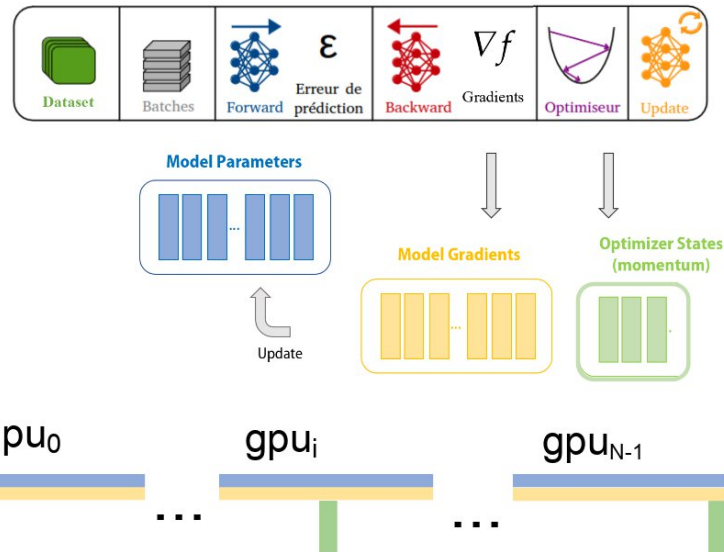 Dataset
Batches
Forward
ε
Erreur de
prédiction
Backward
∇f
Gradients
Optimiseur
Update
Model Parameters
...
Update
Model Gradients
...
Optimizer States
(momentum)
pu0
...
gpui
...
gpuN-1